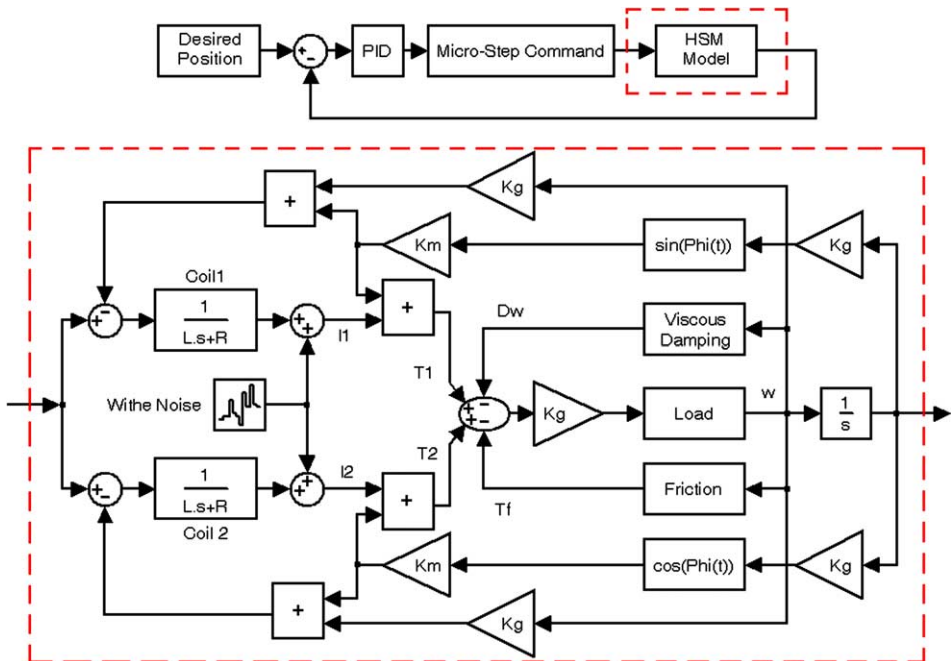 Desired
Position
+
-
PID
Micro-Step Command
HSM
Model
+
Kg
Km
sin(Phi(t))
Kg
Coil1
+
-
1
L.s+R
+
+
I1
+
Dw
Viscous
Damping
T1
Withe Noise
+
-
+
-
Kg
Load
w
1
s
T2
+
-
1
L.s+R
+
+
I2
+
Tf
Friction
Coil 2
Km
cos(Phi(t))
Kg
+
Kg